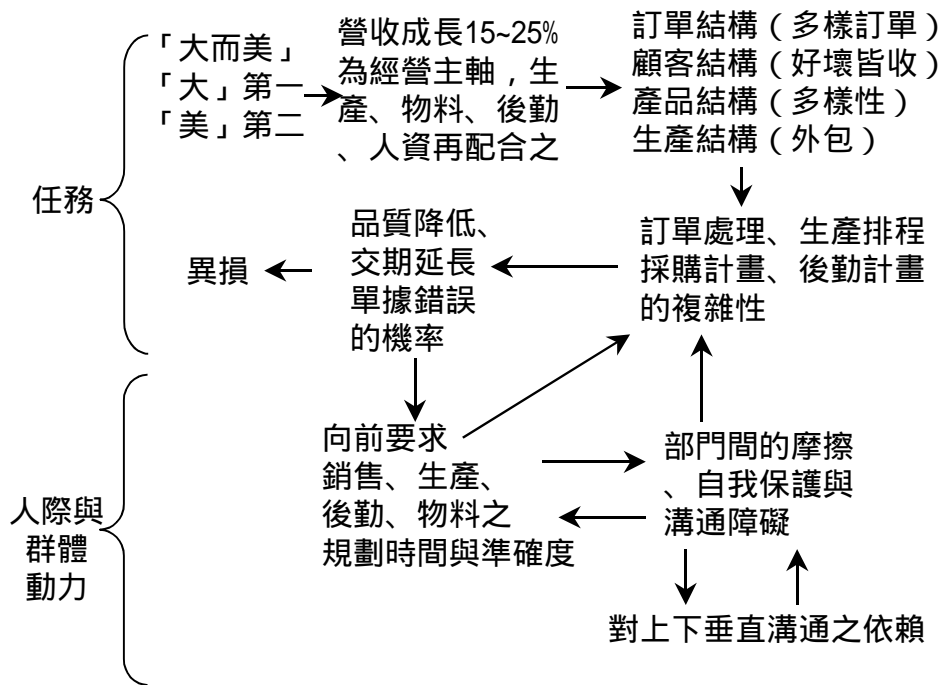 「大而美」
「大」第一
「美」第二
營收成長15~25%
為經營主軸，生
產、物料、後勤
、人資再配合之
訂單結構（多樣訂單）
顧客結構（好壞皆收）
產品結構（多樣性）
生產結構（外包）
任務
異損
品質降低、
交期延長
單據錯誤
的機率
訂單處理、生產排程
採購計畫、後勤計畫
的複雜性
人際與
群體
動力
向前要求
銷售、生產、
後勤、物料之
規劃時間與準確度
部門間的摩擦
、自我保護與
溝通障礙
對上下垂直溝通之依賴